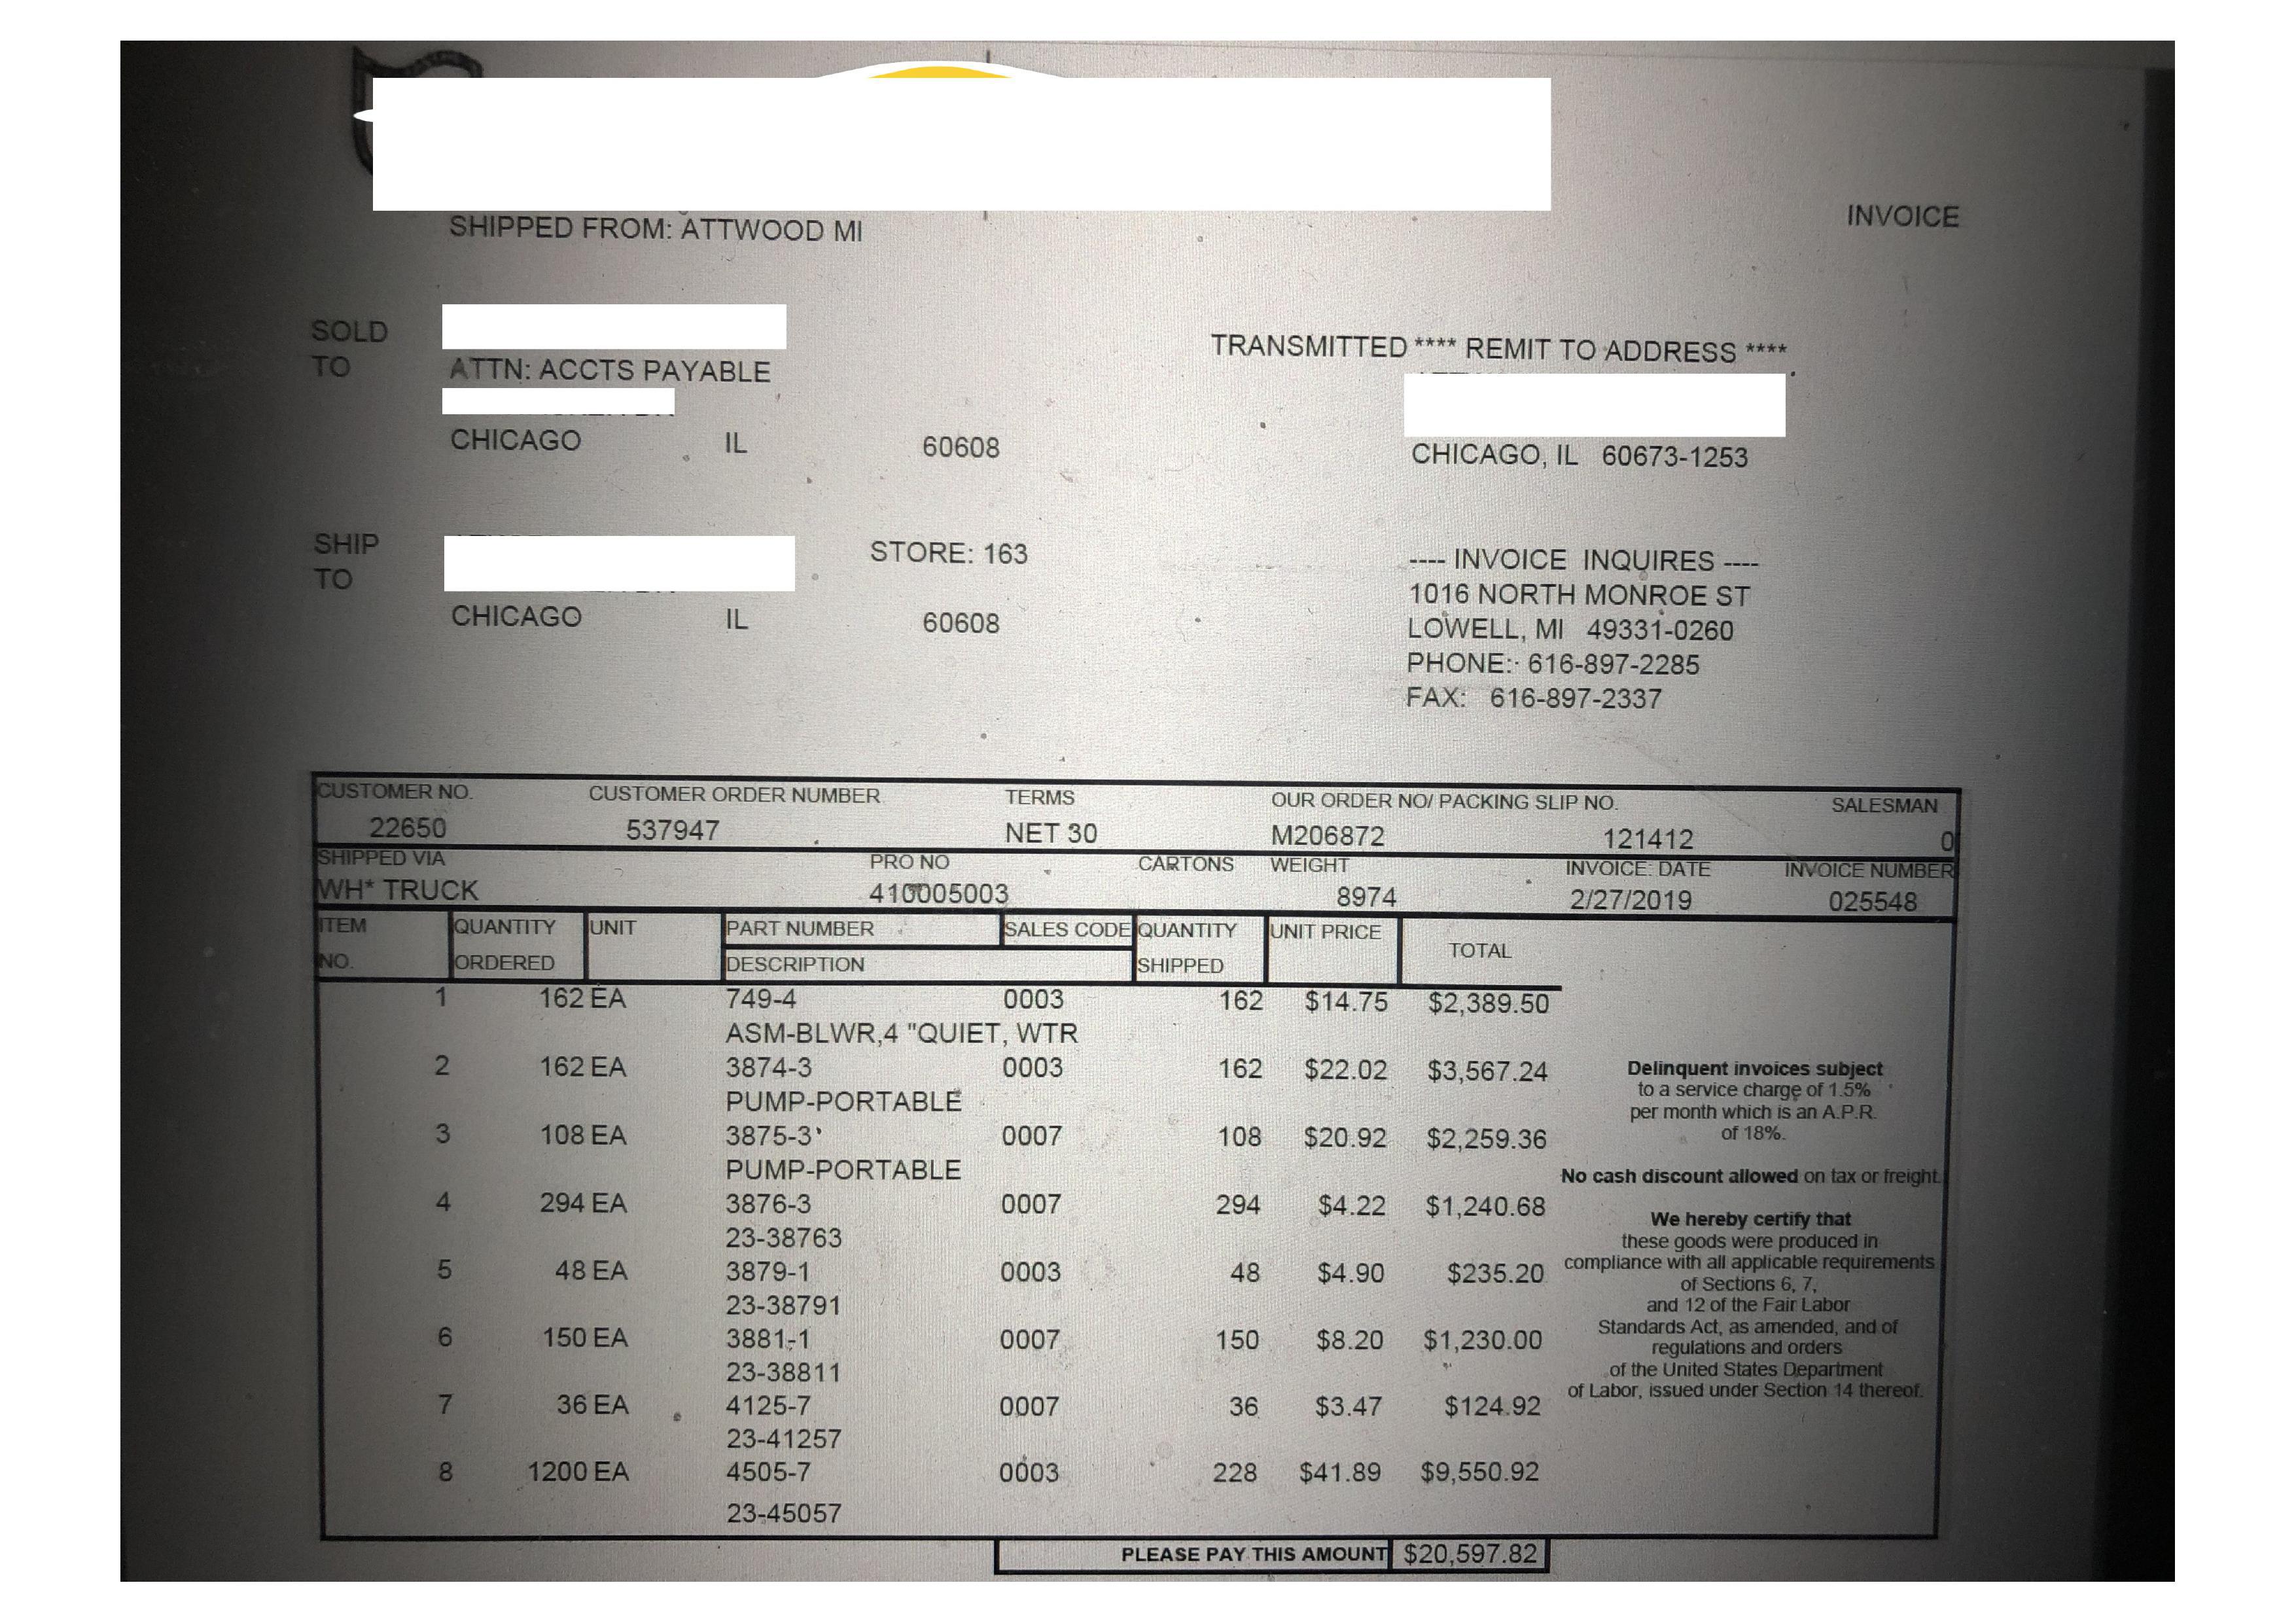 SHIPPED FROM: ATTWOOD MI
INVOICE
SOLD
TO
ATTN: ACCTS PAYABLE
CHICAGO IL 60608
TRANSMITTED **** REMIT TO ADDRESS ****
CHICAGO, IL 60673-1253
SHIP
TO
STORE: 163
CHICAGO IL 60608
---- INVOICE INQUIRES ----
1016 NORTH MONROE ST
LOWELL, MI 49331-0260
PHONE: 616-897-2285
FAX: 616-897-2337
CUSTOMER NO. CUSTOMER ORDER NUMBER TERMS OUR ORDER NO/ PACKING SLIP NO. SALESMAN
22650 537947 NET 30 M206872 121412 0
SHIPPED VIA PRO NO CARTONS WEIGHT INVOICE DATE INVOICE NUMBER
WH* TRUCK 410005003 8974 2/27/2019 025548
ITEM QUANTITY UNIT PART NUMBER SALES CODE QUANTITY UNIT PRICE TOTAL
NO. ORDERED DESCRIPTION SHIPPED
1 162 EA 749-4 0003 162 $14.75 $2,389.50
ASM-BLWR,4 "QUIET, WTR
2 162 EA 3874-3 0003 162 $22.02 $3,567.24
PUMP-PORTABLE
3 108 EA 3875-3 0007 108 $20.92 $2,259.36
PUMP-PORTABLE
4 294 EA 3876-3 0007 294 $4.22 $1,240.68
23-38763
5 48 EA 3879-1 0003 48 $4.90 $235.20
23-38791
6 150 EA 3881-1 0007 150 $8.20 $1,230.00
23-38811
7 36 EA 4125-7 0007 36 $3.47 $124.92
23-41257
8 1200 EA 4505-7 0003 228 $41.89 $9,550.92
23-45057
Delinquent invoices subject
to a service charge of 1.5%
per month which is an A.P.R.
of 18%.
No cash discount allowed on tax or freight.
We hereby certify that
these goods were produced in
compliance with all applicable requirements
of Sections 6, 7,
and 12 of the Fair Labor
Standards Act, as amended, and of
regulations and orders
of the United States Department
of Labor, issued under Section 14 thereof.
PLEASE PAY THIS AMOUNT $20,597.82